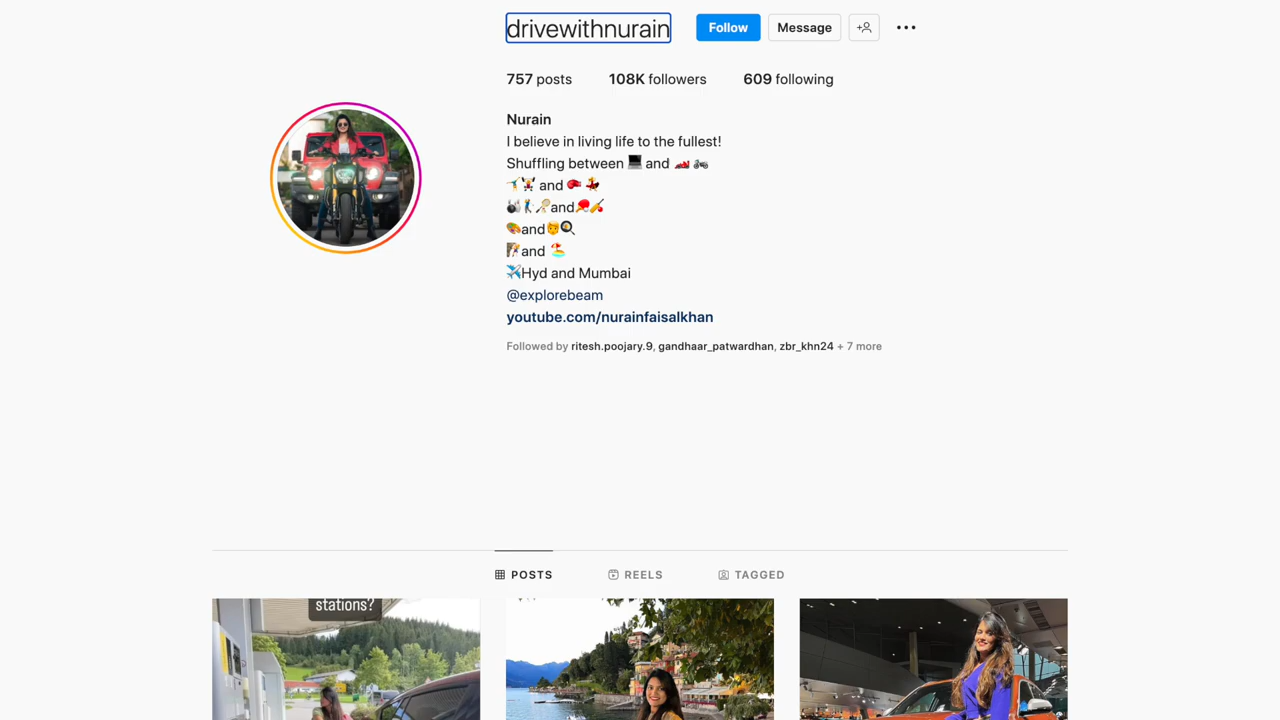 drivewithnurain Follow Message
757 posts 108K followers 609 following
Nurain
I believe in living life to the fullest!
Shuffling between 💻 and 🏎️ 🏍️
🤸🏋️ and 🥊 💃
🎳🏌️🎾and🏓🏏
🎨and💆🍳
🧗and 🏖️
✈️Hyd and Mumbai
@explorebeam
youtube.com/nurainfaisalkhan
Followed by ritesh.poojary.9, gandhaar_patwardhan, zbr_khn24 + 7 more
POSTS REELS TAGGED
stations?